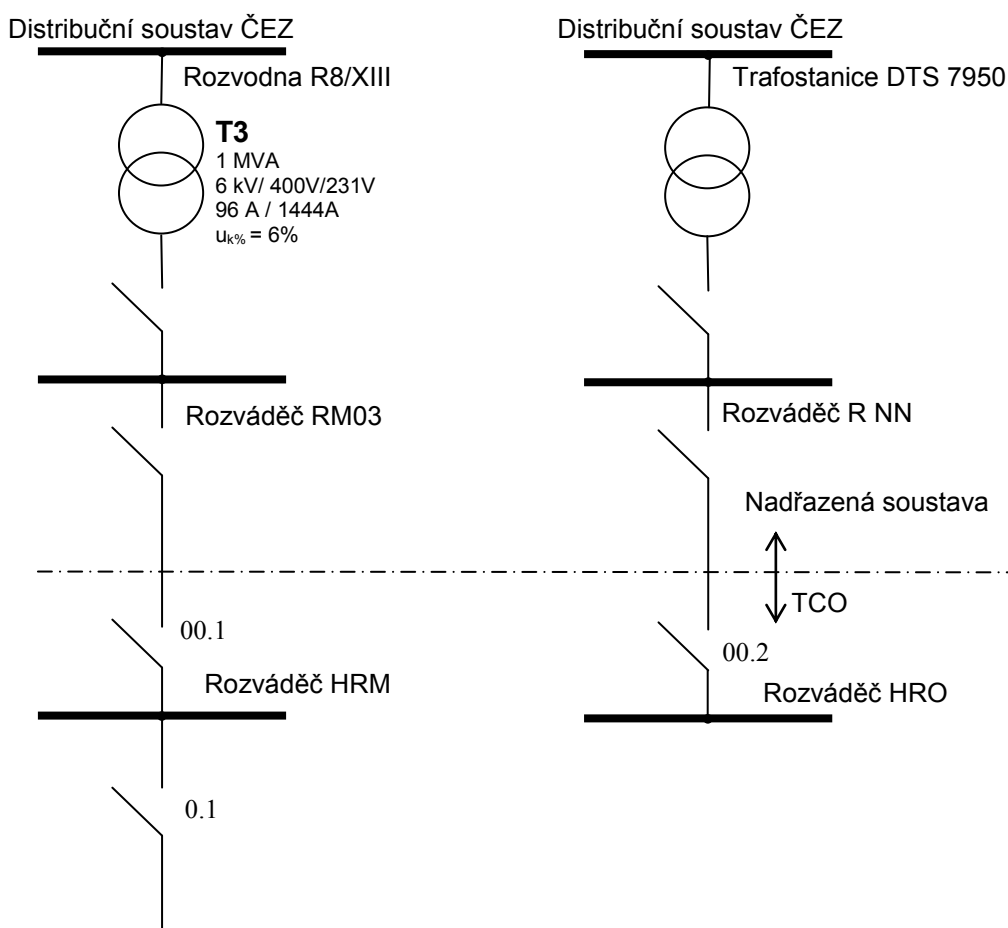 Distribuční soustav ČEZ
Rozvodna R8/XIII
T3
1 MVA
6 kV/ 400V/231V
96 A / 1444A
uk% = 6%
Rozváděč RM03
00.1
Rozváděč HRM
0.1
Distribuční soustav ČEZ
Trafostanice DTS 7950
Rozváděč R NN
Nadřazená soustava
TCO
00.2
Rozváděč HRO